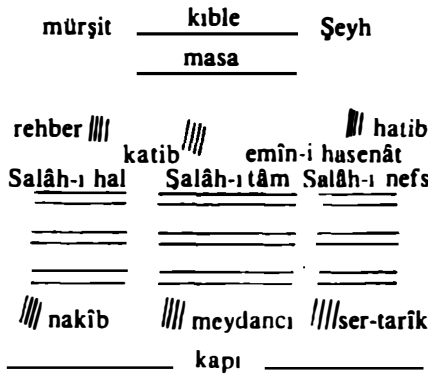 mürşit kıble Şeyh
masa
rehber hatib
katib emîn-i hasenât
Salâh-ı hal Şalâh-ı tâm Salâh-ı nefs
nakîb meydancı ser-tarîk
kapı